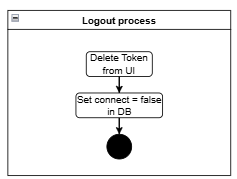 Logout process
Delete Token
from UI
Set connect = false
in DB